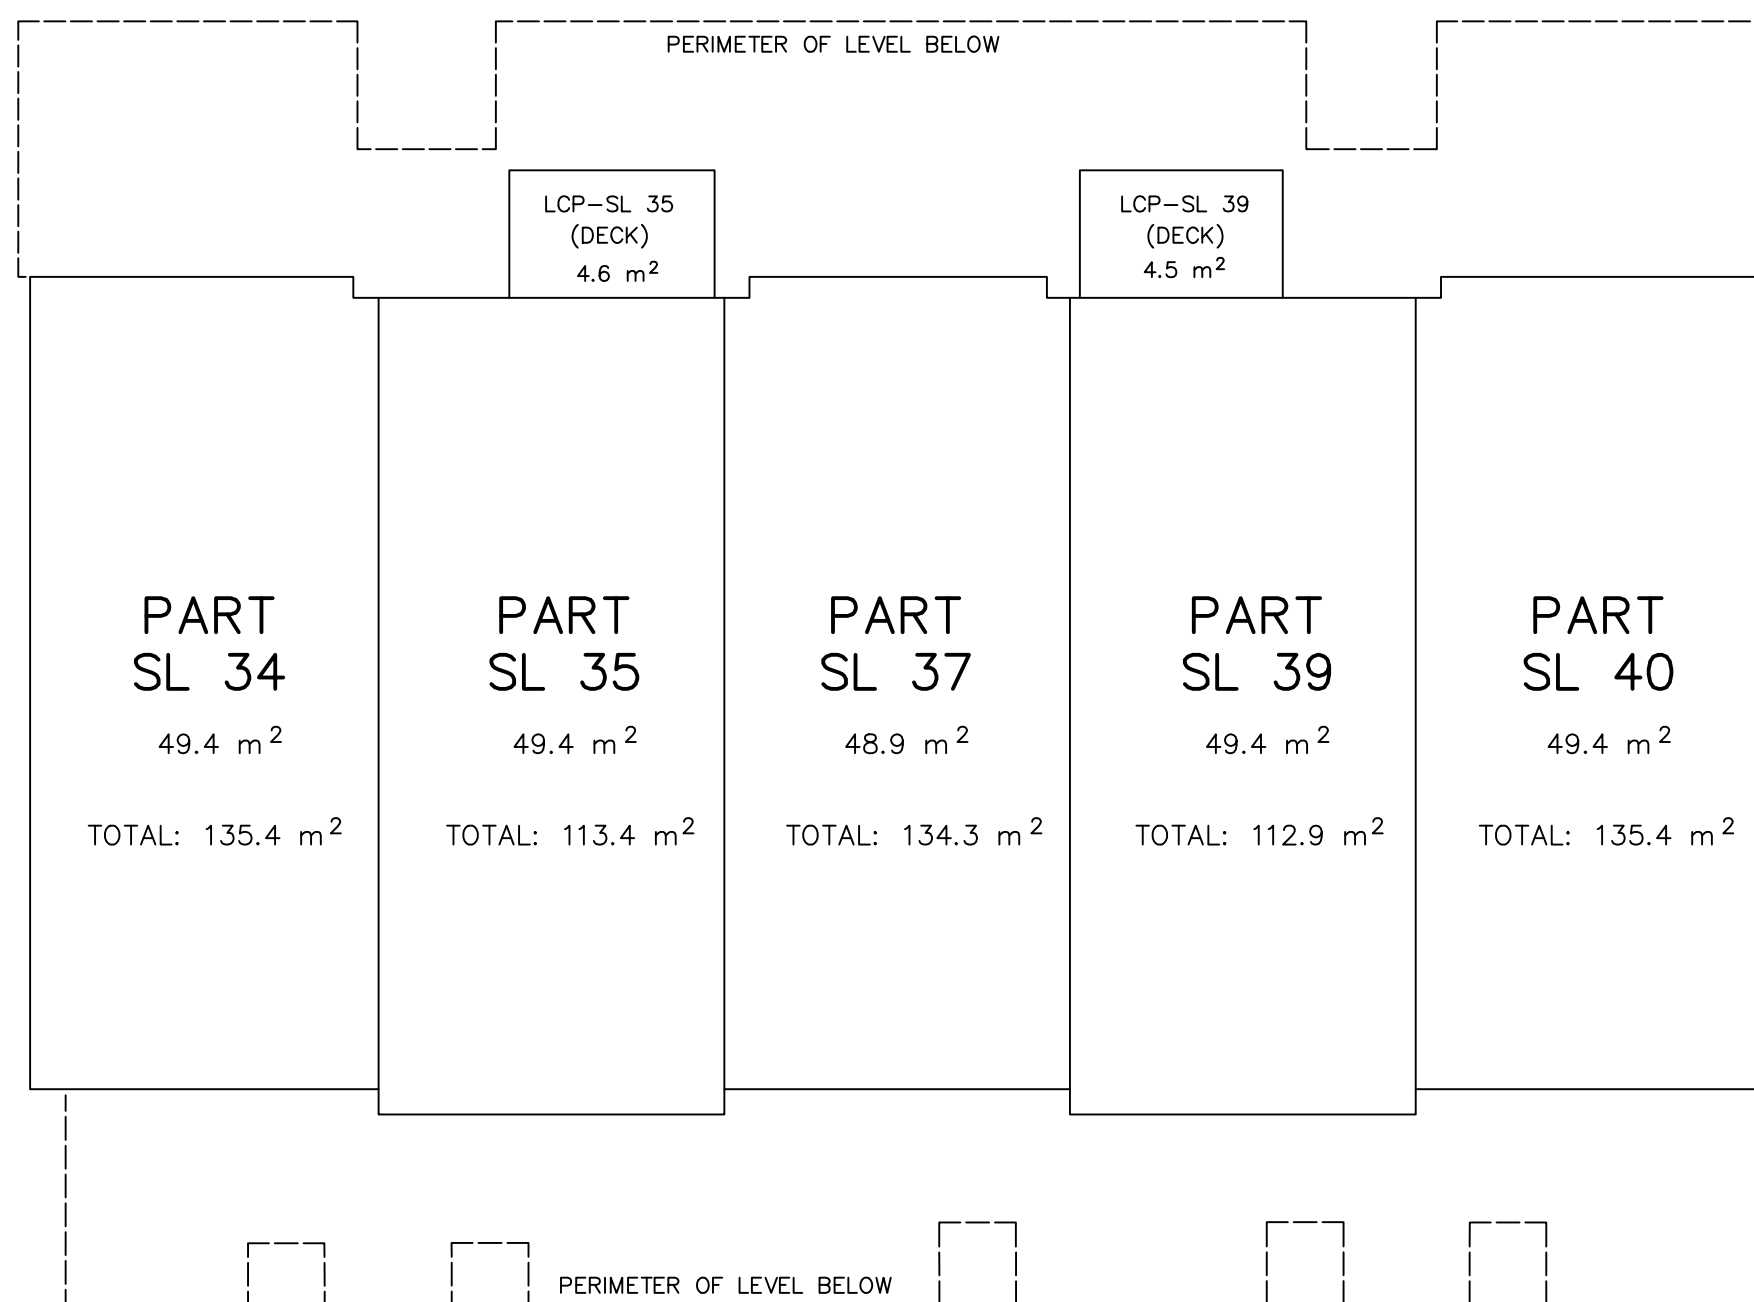 PERIMETER OF LEVEL BELOW
LCP-SL 35
(DECK)
4.6 m²
LCP-SL 39
(DECK)
4.5 m²
PART
SL 34
49.4 m²
TOTAL: 135.4 m²
PART
SL 35
49.4 m²
TOTAL: 113.4 m²
PART
SL 37
48.9 m²
TOTAL: 134.3 m²
PART
SL 39
49.4 m²
TOTAL: 112.9 m²
PART
SL 40
49.4 m²
TOTAL: 135.4 m²
PERIMETER OF LEVEL BELOW